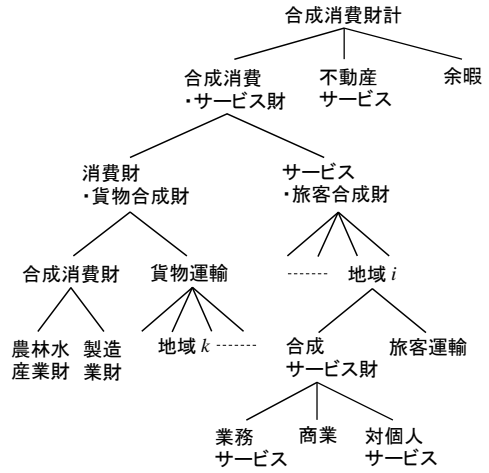 合成消費財計
合成消費
・サービス財
不動産
サービス
余暇
消費財
・貨物合成財
サービス
・旅客合成財
合成消費財
貨物運輸
地域 i
農林水
産業財
製造
業財
地域 k
合成
サービス財
旅客運輸
業務
サービス
商業
対個人
サービス